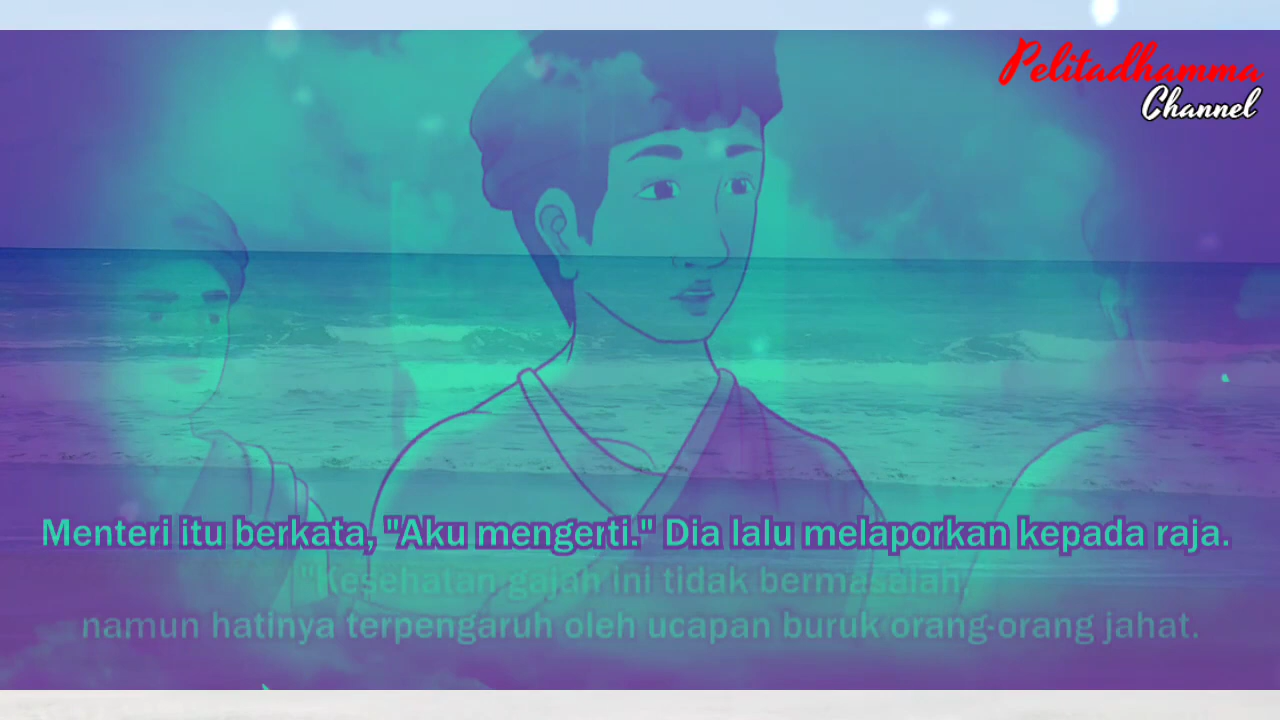 Pelitadhamma
Channel
Menteri itu berkata, "Aku mengerti." Dia lalu melaporkan kepada raja.
"Kesehatan gajah ini tidak bermasalah,
namun hatinya terpengaruh oleh ucapan buruk orang-orang jahat.